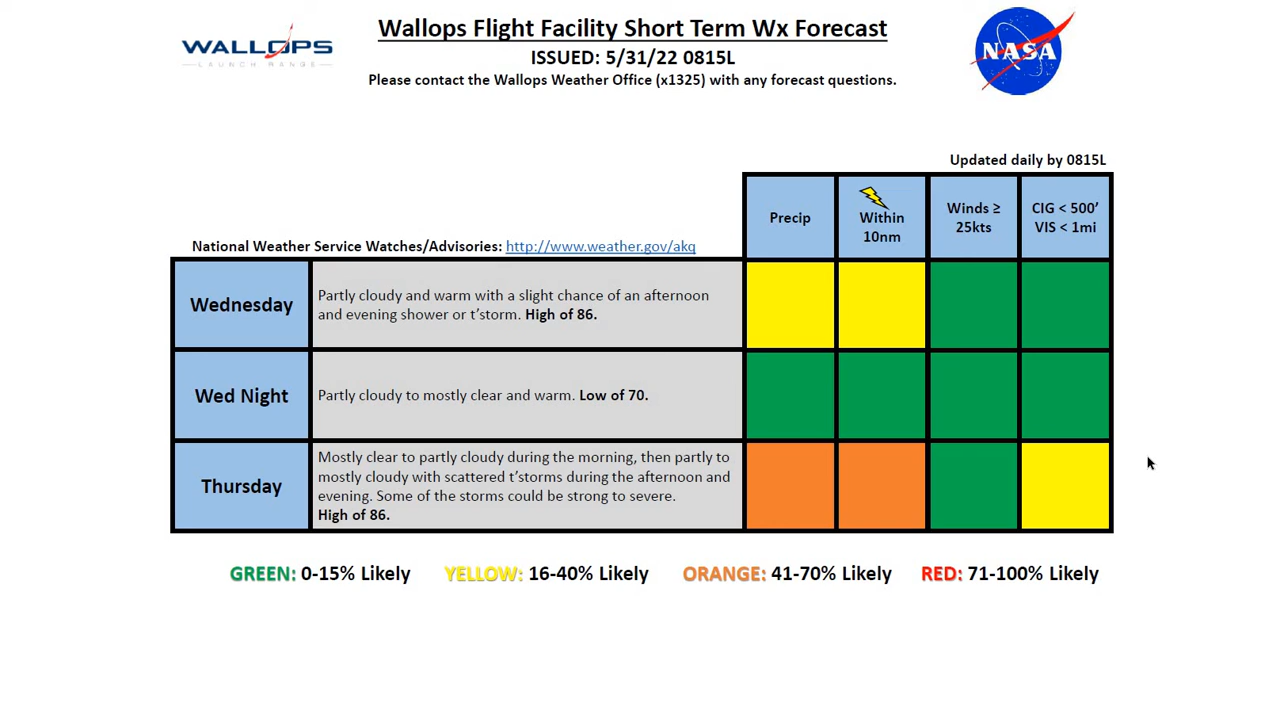 WALLOPS
LAUNCH RANGE
Wallops Flight Facility Short Term Wx Forecast
ISSUED: 5/31/22 0815L
Please contact the Wallops Weather Office (x1325) with any forecast questions.
NASA
Updated daily by 0815L
National Weather Service Watches/Advisories: http://www.weather.gov/akq
Precip
Within
10nm
Winds ≥
25kts
CIG < 500’
VIS < 1mi
Wednesday
Partly cloudy and warm with a slight chance of an afternoon
and evening shower or t’storm. High of 86.
Wed Night
Partly cloudy to mostly clear and warm. Low of 70.
Thursday
Mostly clear to partly cloudy during the morning, then partly to
mostly cloudy with scattered t’storms during the afternoon and
evening. Some of the storms could be strong to severe.
High of 86.
GREEN: 0-15% Likely YELLOW: 16-40% Likely ORANGE: 41-70% Likely RED: 71-100% Likely